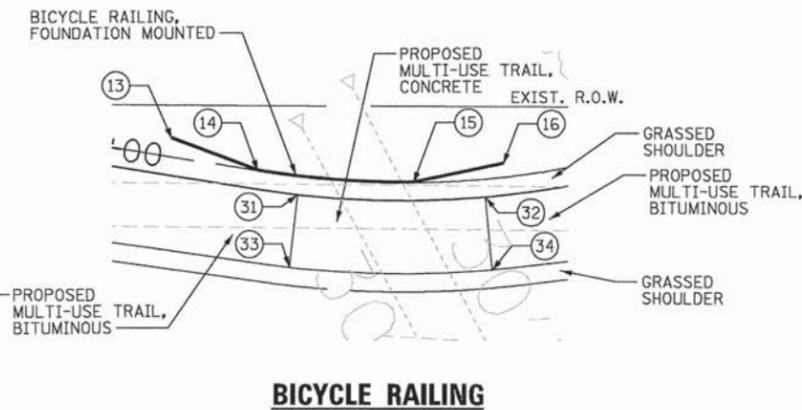 BICYCLE RAILING,
FOUNDATION MOUNTED
PROPOSED
MULTI-USE TRAIL,
CONCRETE
EXIST. R.O.W.
13
14
15
16
GRASSED
SHOULDER
PROPOSED
MULTI-USE TRAIL,
BITUMINOUS
31
32
33
34
GRASSED
SHOULDER
PROPOSED
MULTI-USE TRAIL,
BITUMINOUS
BICYCLE RAILING